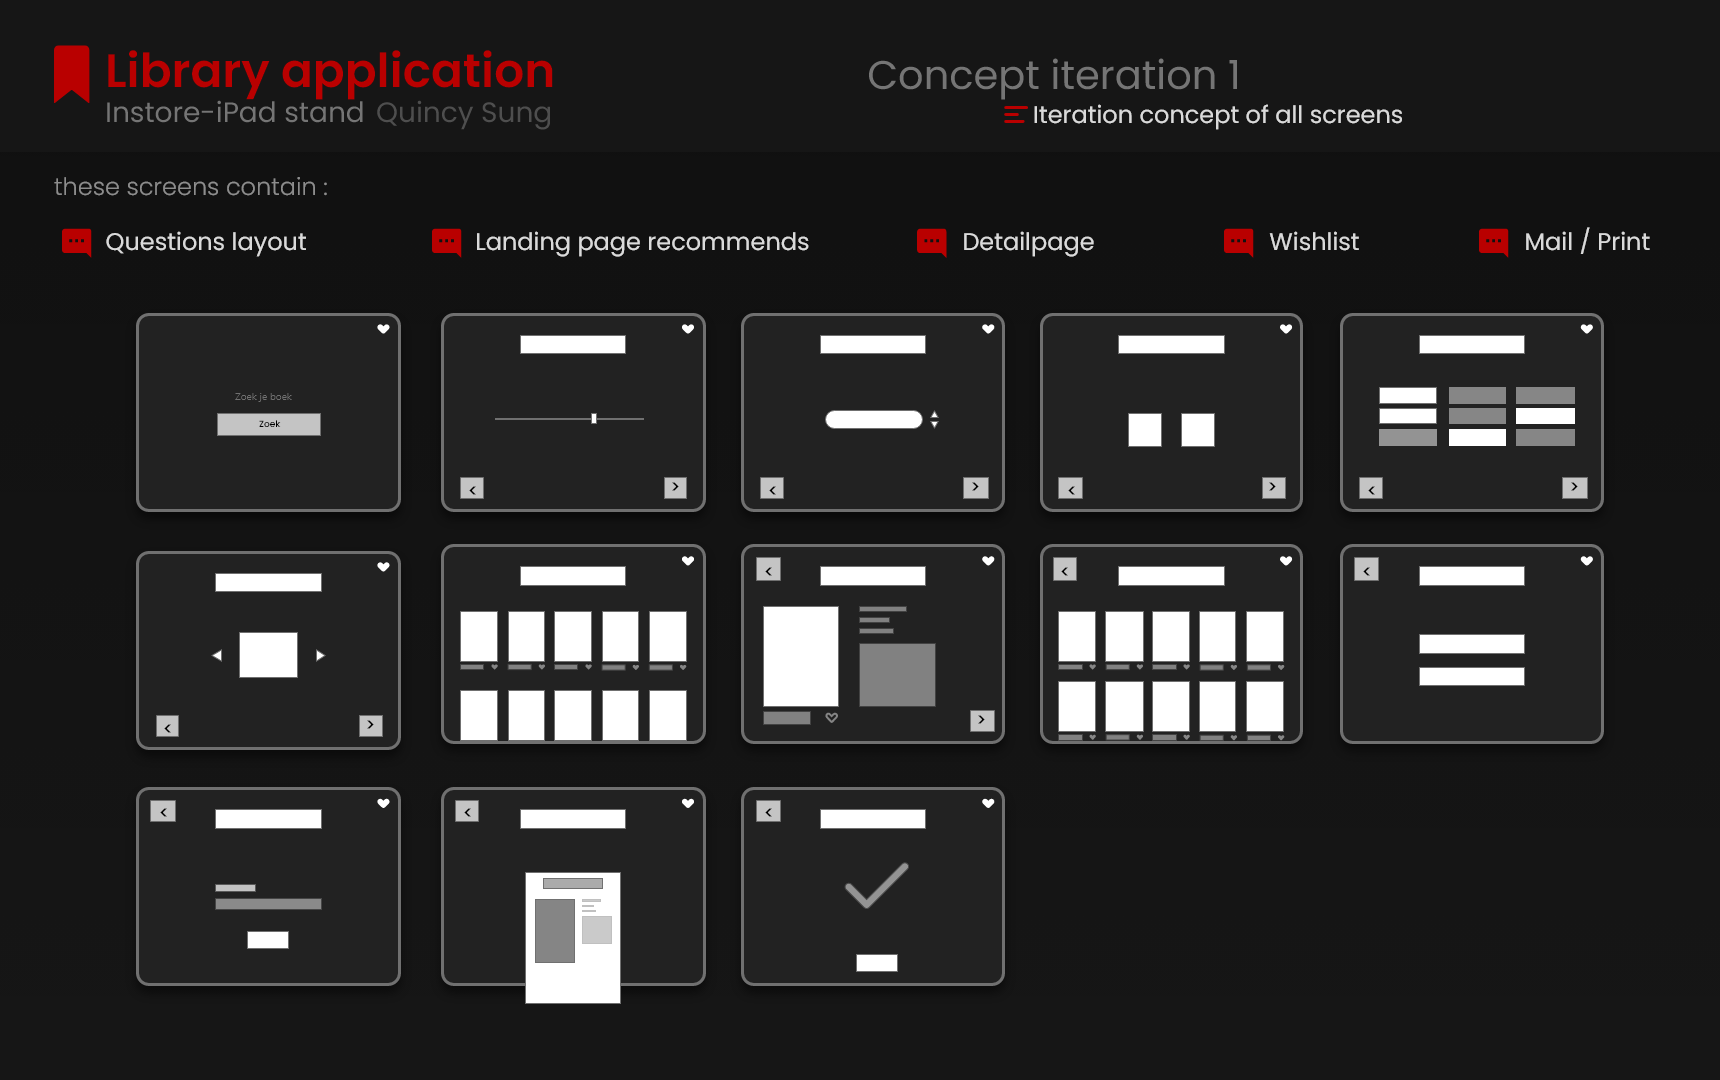 Library application
Instore-iPad stand Quincy Sung
Concept iteration 1
Iteration concept of all screens
these screens contain :
Questions layout
Landing page recommends
Detailpage
Wishlist
Mail / Print
Zoek je boek
Zoek